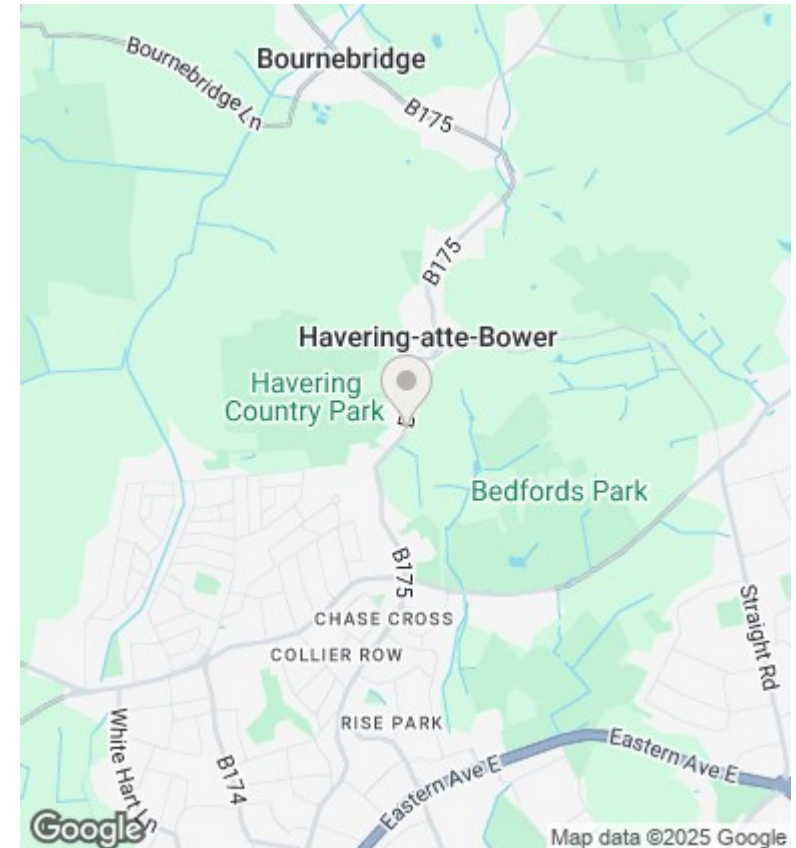 Bournebridge
Bournebridge Ln
B175
B175
Havering-atte-Bower
Havering
Country Park
Bedfords Park
B175
CHASE CROSS
COLLIER ROW
Straight Rd
RISE PARK
White Hart Ln
B174
Eastern Ave E
Eastern Ave E
Google
Map data ©2025 Google